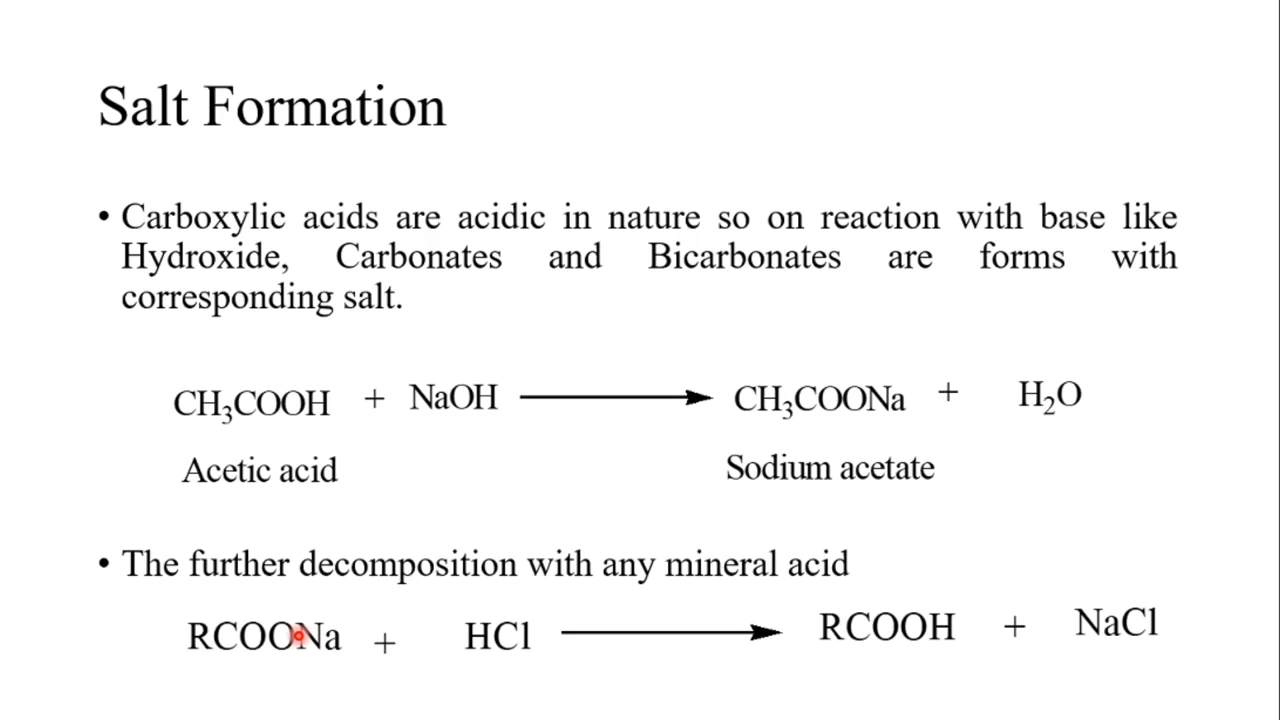 Salt Formation
• Carboxylic acids are acidic in nature so on reaction with base like
Hydroxide, Carbonates and Bicarbonates are forms with
corresponding salt.
CH₃COOH + NaOH ⟶ CH₃COONa + H₂O
Acetic acid Sodium acetate
• The further decomposition with any mineral acid
RCOONa + HCl ⟶ RCOOH + NaCl